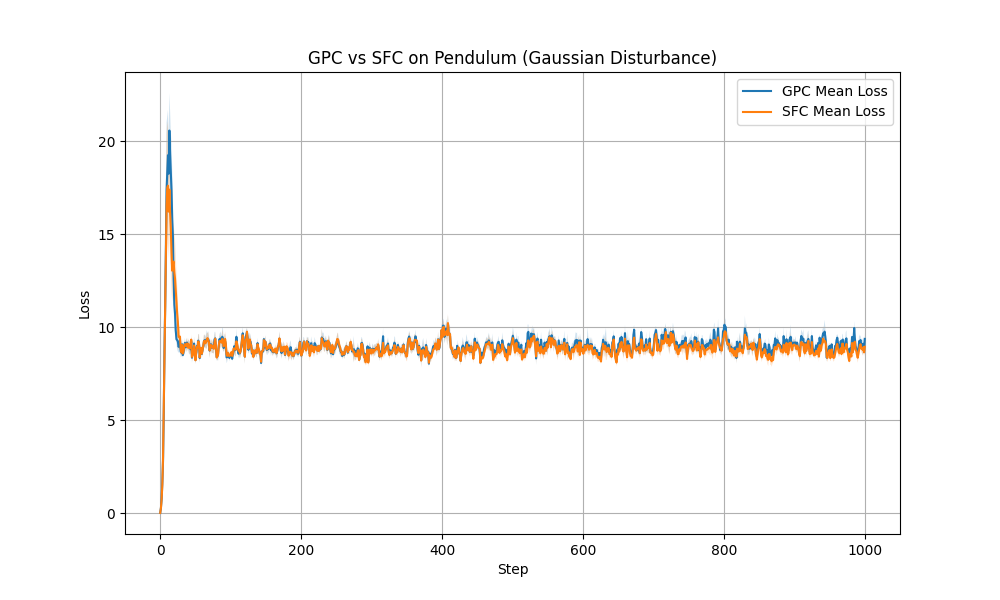 GPC vs SFC on Pendulum (Gaussian Disturbance)
GPC Mean Loss
SFC Mean Loss
Loss
20
15
10
5
0
0 200 400 600 800 1000
Step